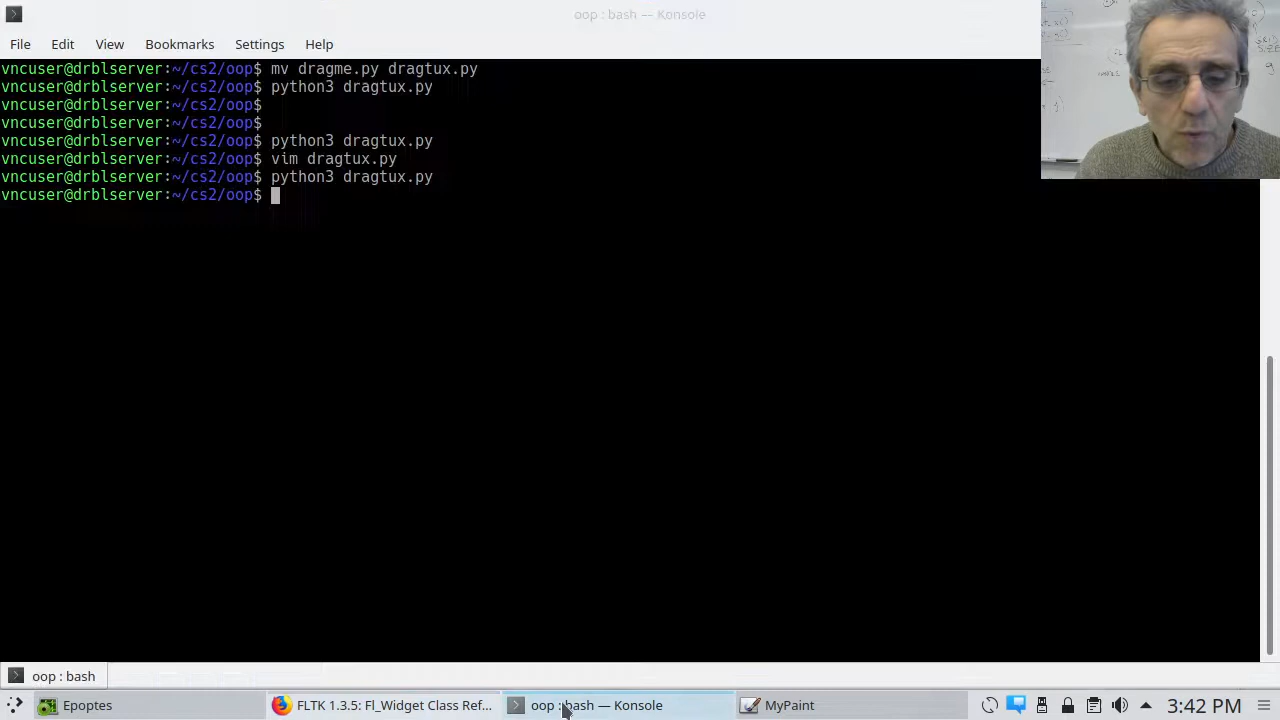 oop : bash — Konsole
File Edit View Bookmarks Settings Help
vncuser@drblserver:~/cs2/oop$ mv dragme.py dragtux.py
vncuser@drblserver:~/cs2/oop$ python3 dragtux.py
vncuser@drblserver:~/cs2/oop$
vncuser@drblserver:~/cs2/oop$
vncuser@drblserver:~/cs2/oop$ python3 dragtux.py
vncuser@drblserver:~/cs2/oop$ vim dragtux.py
vncuser@drblserver:~/cs2/oop$ python3 dragtux.py
vncuser@drblserver:~/cs2/oop$
oop : bash
Epoptes FLTK 1.3.5: Fl_Widget Class Ref... oop : bash — Konsole MyPaint 3:42 PM